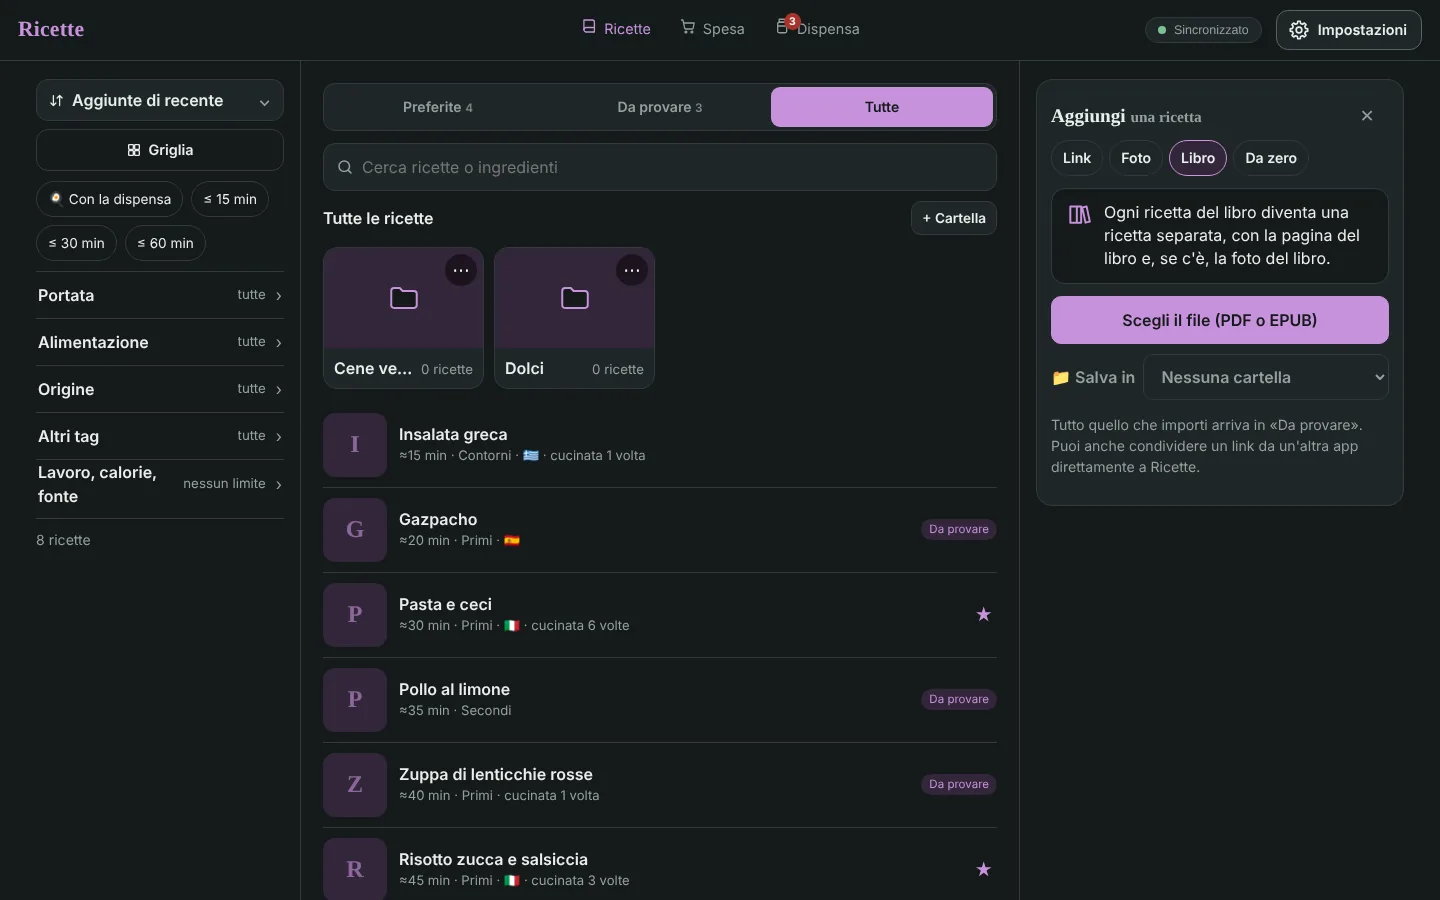 Ricette
Ricette
Spesa
3
Dispensa
Sincronizzato
Impostazioni
Aggiunte di recente
Griglia
Con la dispensa
≤ 15 min
≤ 30 min
≤ 60 min
Portata tutte
Alimentazione tutte
Origine tutte
Altri tag tutte
Lavoro, calorie,
fonte
nessun limite
8 ricette
Preferite 4
Da provare 3
Tutte
Cerca ricette o ingredienti
Tutte le ricette
+ Cartella
Cene ve... 0 ricette
Dolci 0 ricette
I
Insalata greca
≈15 min · Contorni · 🇬🇷 · cucinata 1 volta
G
Gazpacho
≈20 min · Primi · 🇪🇸
Da provare
P
Pasta e ceci
≈30 min · Primi · 🇮🇹 · cucinata 6 volte
P
Pollo al limone
≈35 min · Secondi
Da provare
Z
Zuppa di lenticchie rosse
≈40 min · Primi · cucinata 1 volta
Da provare
R
Risotto zucca e salsiccia
≈45 min · Primi · 🇮🇹 · cucinata 3 volte
Aggiungi una ricetta
Link
Foto
Libro
Da zero
Ogni ricetta del libro diventa una
ricetta separata, con la pagina del
libro e, se c'è, la foto del libro.
Scegli il file (PDF o EPUB)
📁 Salva in
Nessuna cartella
Tutto quello che importi arriva in «Da provare».
Puoi anche condividere un link da un'altra app
direttamente a Ricette.